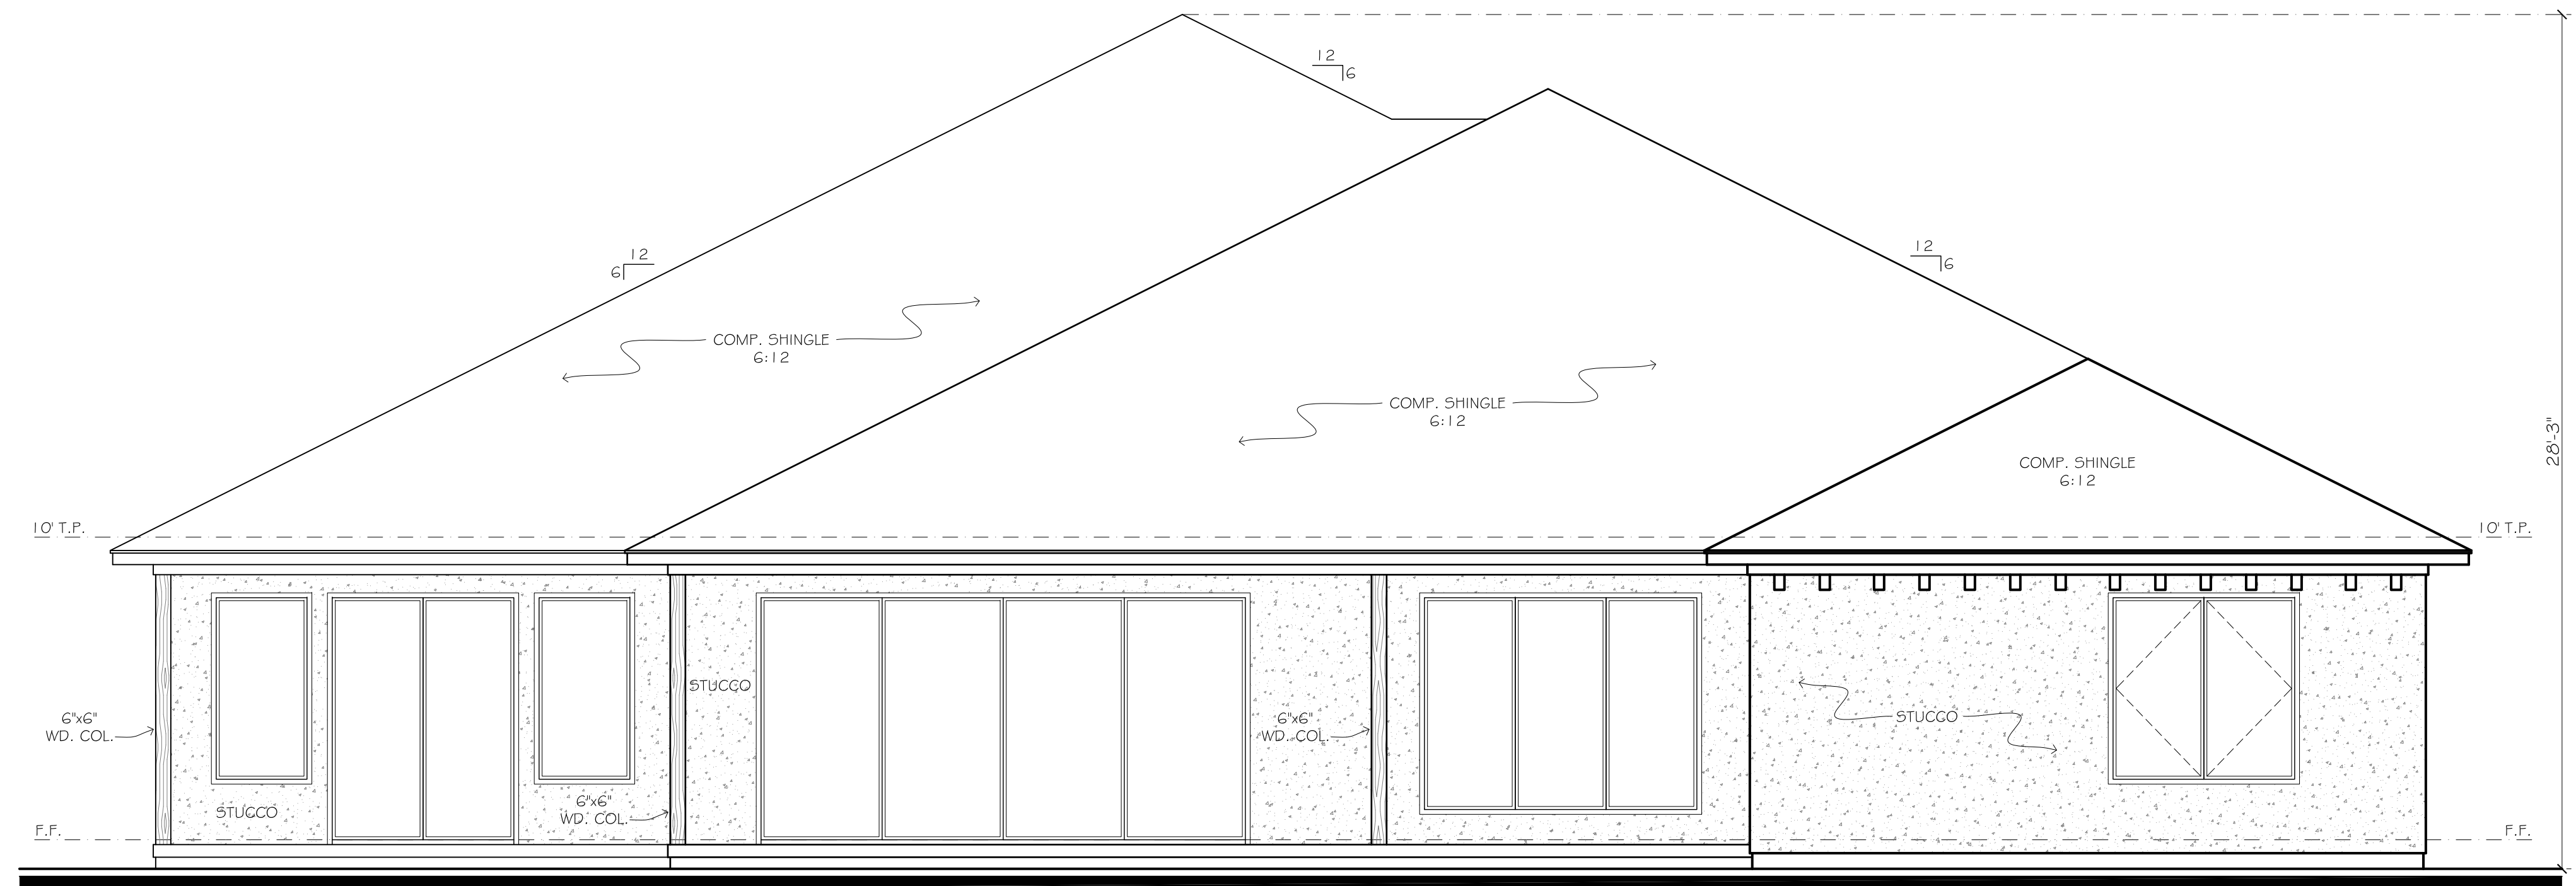 12
6
12
6
12
6
COMP. SHINGLE
6:12
COMP. SHINGLE
6:12
COMP. SHINGLE
6:12
28'-3"
10' T.P.
10' T.P.
STUCCO
6"x6"
WD. COL.
6"x6"
WD. COL.
STUCCO
6"x6"
WD. COL.
STUCCO
F.F.
F.F.